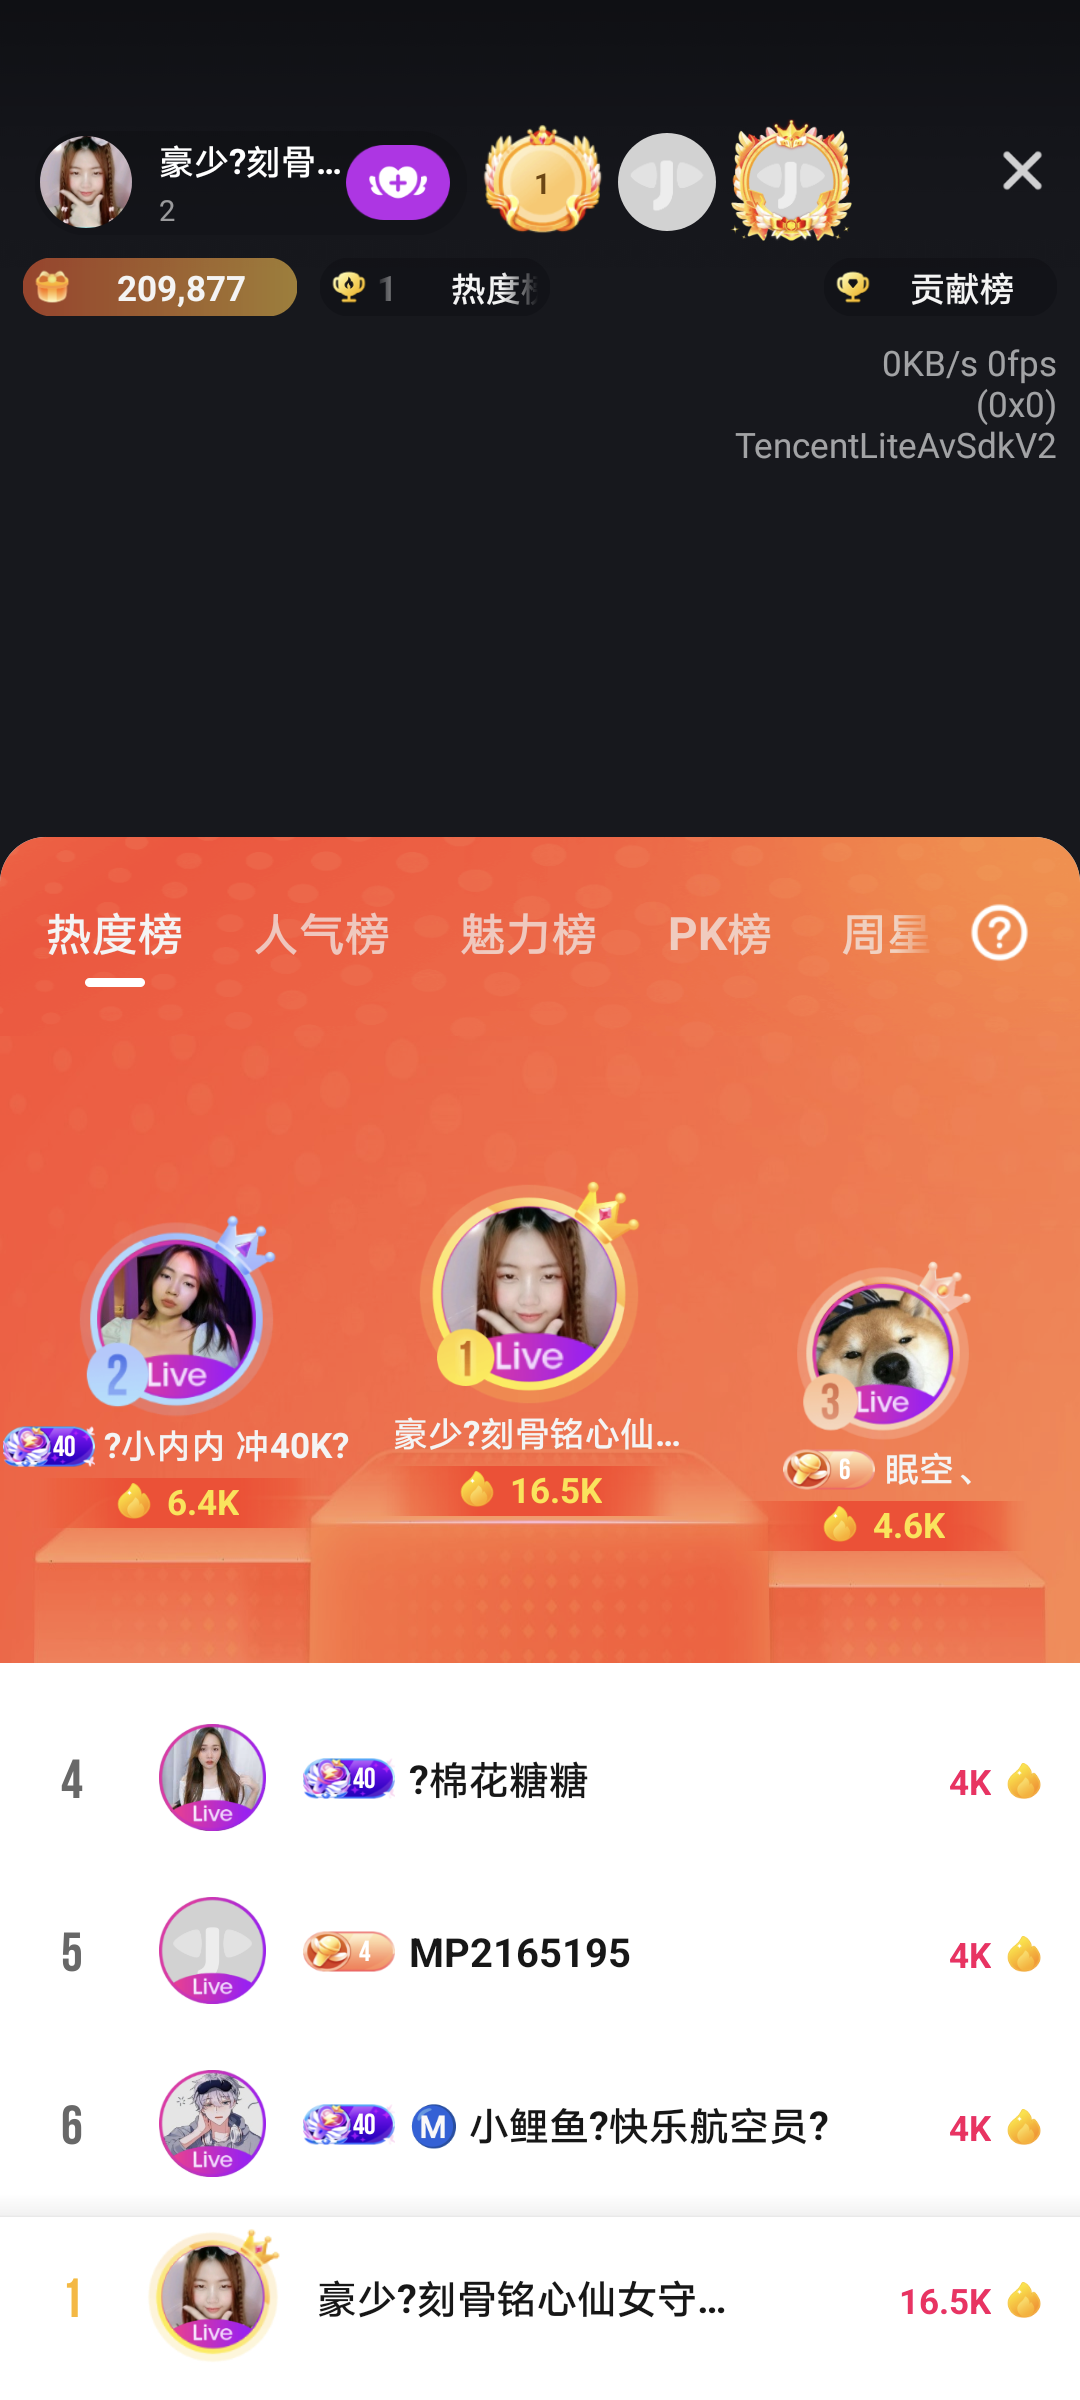 豪少?刻骨...
2
1
209,877
1 热度榜
贡献榜
0KB/s 0fps
(0x0)
TencentLiteAvSdkV2
热度榜 人气榜 魅力榜 PK榜 周星
?
2 Live
1 Live
3 Live
40 ?小内内 冲40K?
豪少?刻骨铭心仙...
6 眠空、
6.4K
16.5K
4.6K
4 Live 40 ?棉花糖糖 4K
5 Live 4 MP2165195 4K
6 Live 40 Ⓜ️ 小鲤鱼?快乐航空员? 4K
1 Live 豪少?刻骨铭心仙女守... 16.5K